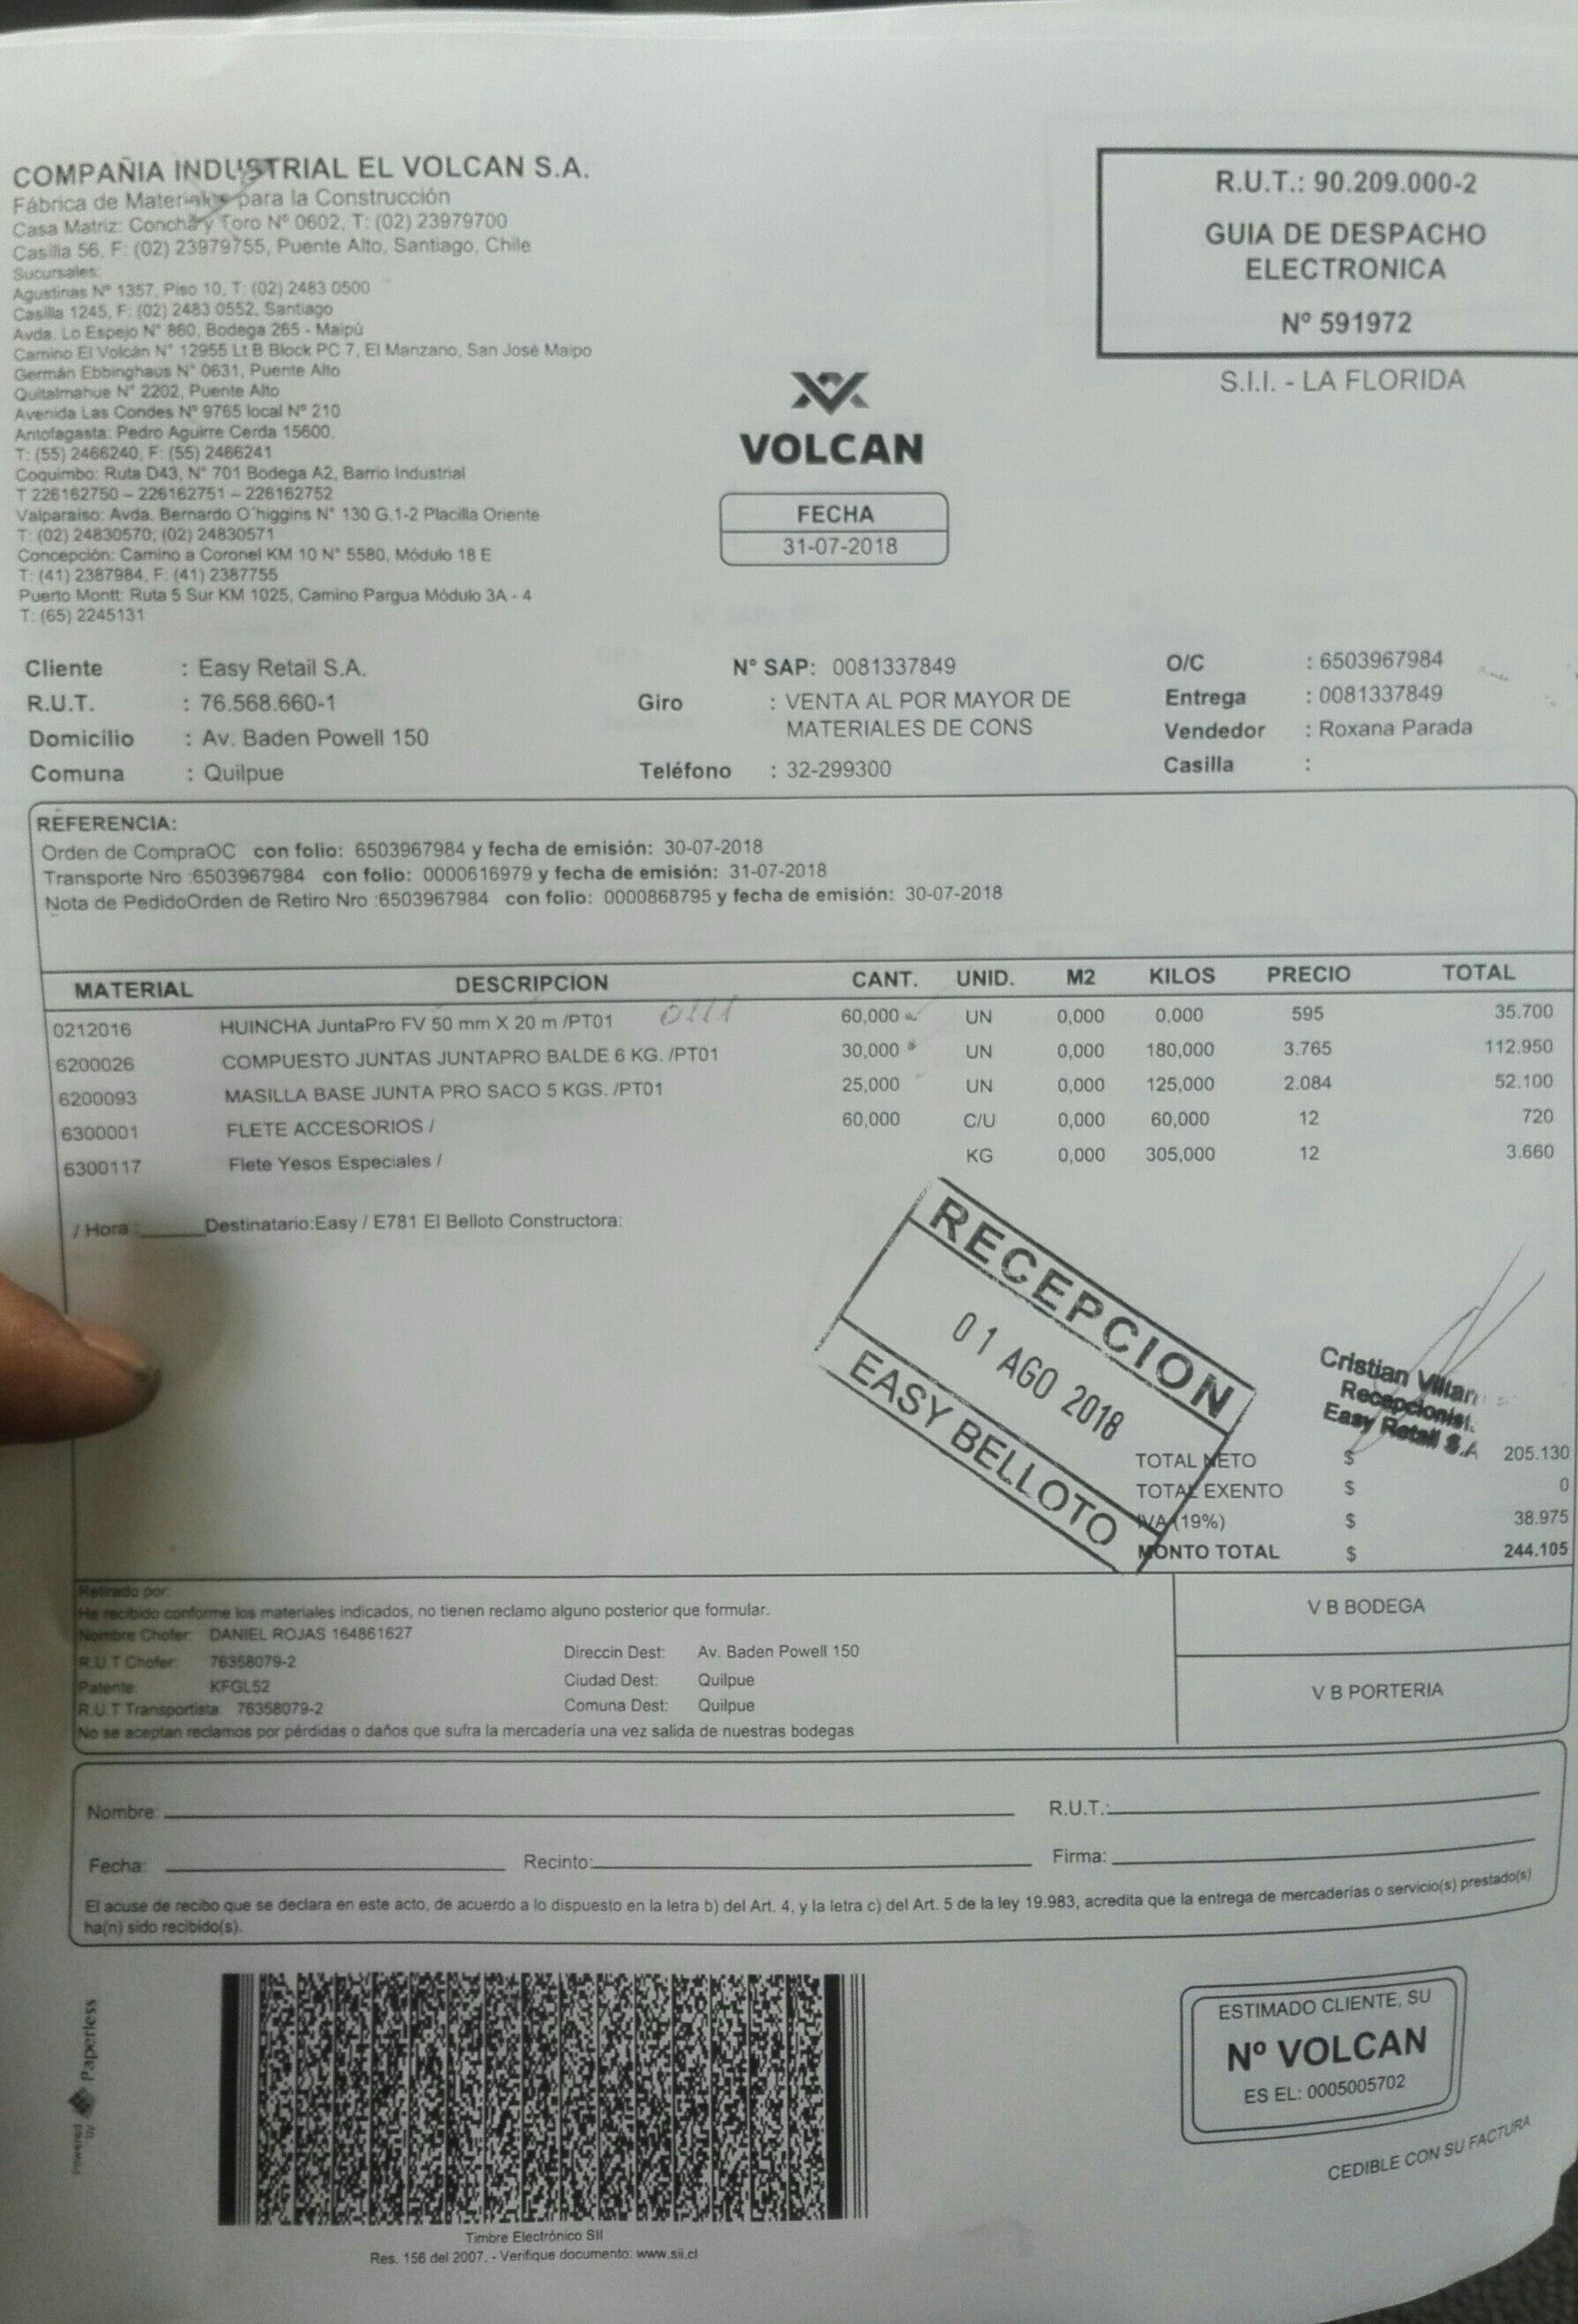 COMPAÑIA INDUSTRIAL EL VOLCAN S.A.
Fábrica de Materiales para la Construcción
Casa Matriz: Concha y Toro Nº 0602, T: (02) 23979700
Casilla 56, F: (02) 23979755, Puente Alto, Santiago, Chile
Sucursales:
Agustinas Nº 1357, Piso 10, T: (02) 2483 0500
Casilla 1245, F: (02) 2483 0552, Santiago
Avda. Lo Espejo N° 860, Bodega 265 - Maipú
Camino El Volcán N° 12955 Lt B Block PC 7, El Manzano, San José Maipo
Germán Ebbinghaus N° 0631, Puente Alto
Quitalmahue N° 2202, Puente Alto
Avenida Las Condes Nº 9765 local N° 210
Antofagasta: Pedro Aguirre Cerda 15600.
T: (55) 2466240, F: (55) 2466241
Coquimbo: Ruta D43, N° 701 Bodega A2, Barrio Industrial
T 226162750 – 226162751 – 226162752
Valparaiso: Avda. Bernardo O´higgins N° 130 G.1-2 Placilla Oriente
T: (02) 24830570; (02) 24830571
Concepción: Camino a Coronel KM 10 N° 5580, Módulo 18 E
T: (41) 2387984, F: (41) 2387755
Puerto Montt: Ruta 5 Sur KM 1025, Camino Pargua Módulo 3A - 4
T: (65) 2245131
R.U.T.: 90.209.000-2
GUIA DE DESPACHO
ELECTRONICA
Nº 591972
S.I.I. - LA FLORIDA
VOLCAN
FECHA
31-07-2018
Cliente : Easy Retail S.A. N° SAP: 0081337849 O/C : 6503967984
R.U.T. : 76.568.660-1 Giro : VENTA AL POR MAYOR DE Entrega : 0081337849
MATERIALES DE CONS
Domicilio : Av. Baden Powell 150 Vendedor : Roxana Parada
Comuna : Quilpue Teléfono : 32-299300 Casilla :
REFERENCIA:
Orden de CompraOC con folio: 6503967984 y fecha de emisión: 30-07-2018
Transporte Nro :6503967984 con folio: 0000616979 y fecha de emisión: 31-07-2018
Nota de PedidoOrden de Retiro Nro :6503967984 con folio: 0000868795 y fecha de emisión: 30-07-2018
MATERIAL DESCRIPCION CANT. UNID. M2 KILOS PRECIO TOTAL
0212016 HUINCHA JuntaPro FV 50 mm X 20 m /PT01 60,000 UN 0,000 0,000 595 35.700
6200026 COMPUESTO JUNTAS JUNTAPRO BALDE 6 KG. /PT01 30,000 UN 0,000 180,000 3.765 112.950
6200093 MASILLA BASE JUNTA PRO SACO 5 KGS. /PT01 25,000 UN 0,000 125,000 2.084 52.100
6300001 FLETE ACCESORIOS / 60,000 C/U 0,000 60,000 12 720
6300117 Flete Yesos Especiales / KG 0,000 305,000 12 3.660
/ Hora :______Destinatario:Easy / E781 El Belloto Constructora:
RECEPCION
01 AGO 2018
EASY BELLOTO
Cristian
Easy Retail S.A
TOTAL NETO $ 205.130
TOTAL EXENTO $ 0
IVA (19%) $ 38.975
MONTO TOTAL $ 244.105
Retirado por:
He recibido conforme los materiales indicados, no tienen reclamo alguno posterior que formular.
Nombre Chofer: DANIEL ROJAS 164861627
R.U.T Chofer: 76358079-2
Patente: KFGL52
R.U.T Transportista: 76358079-2
Direccin Dest: Av. Baden Powell 150
Ciudad Dest: Quilpue
Comuna Dest: Quilpue
No se aceptan reclamos por pérdidas o daños que sufra la mercadería una vez salida de nuestras bodegas
V B BODEGA
V B PORTERIA
Nombre: R.U.T.:
Fecha: Recinto: Firma:
El acuse de recibo que se declara en este acto, de acuerdo a lo dispuesto en la letra b) del Art. 4, y la letra c) del Art. 5 de la ley 19.983, acredita que la entrega de mercaderías o servicio(s) prestado(s)
ha(n) sido recibido(s).
Powered by Paperless
Timbre Electrónico SII
Res. 156 del 2007. - Verifique documento: www.sii.cl
ESTIMADO CLIENTE, SU
Nº VOLCAN
ES EL: 0005005702
CEDIBLE CON SU FACTURA